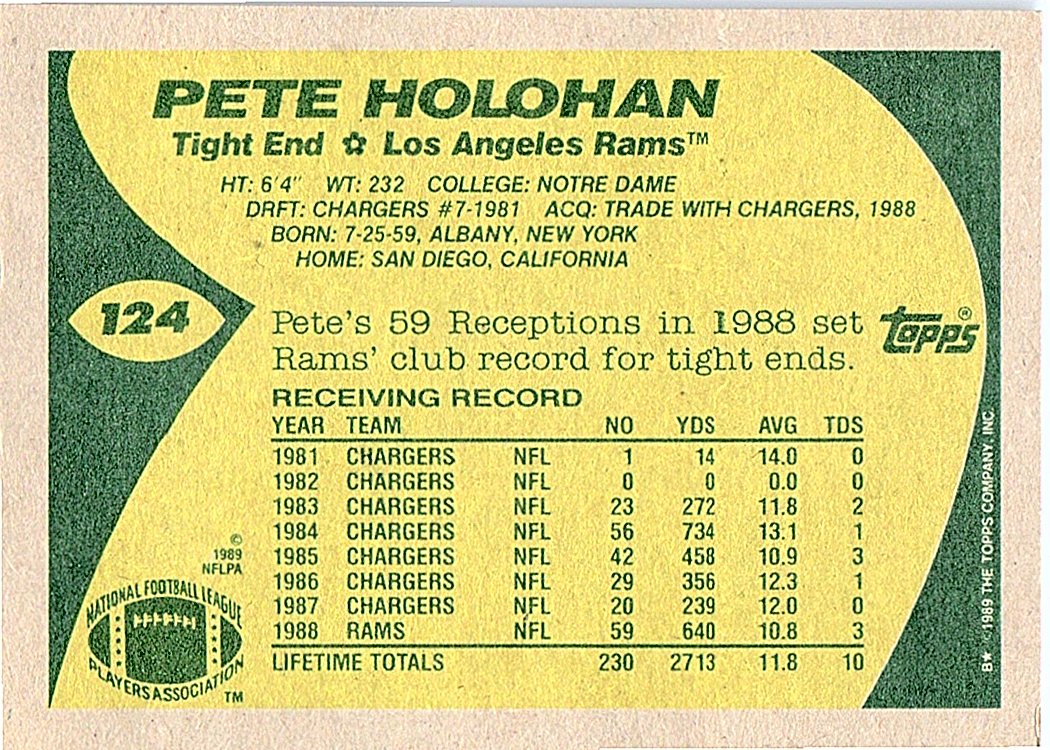 PETE HOLOHAN
Tight End ✿ Los Angeles Rams™
HT: 6'4" WT: 232 COLLEGE: NOTRE DAME
DRFT: CHARGERS #7-1981 ACQ: TRADE WITH CHARGERS, 1988
BORN: 7-25-59, ALBANY, NEW YORK
HOME: SAN DIEGO, CALIFORNIA
124
Pete's 59 Receptions in 1988 set
Rams' club record for tight ends.
topps®
RECEIVING RECORD
YEAR TEAM NO YDS AVG TDS
1981 CHARGERS NFL 1 14 14.0 0
1982 CHARGERS NFL 0 0 0.0 0
1983 CHARGERS NFL 23 272 11.8 2
1984 CHARGERS NFL 56 734 13.1 1
1985 CHARGERS NFL 42 458 10.9 3
1986 CHARGERS NFL 29 356 12.3 1
1987 CHARGERS NFL 20 239 12.0 0
1988 RAMS NFL 59 640 10.8 3
LIFETIME TOTALS 230 2713 11.8 10
©
1989
NFLPA
NATIONAL FOOTBALL LEAGUE
PLAYERS ASSOCIATION
TM
B★ ©1989 THE TOPPS COMPANY, INC.